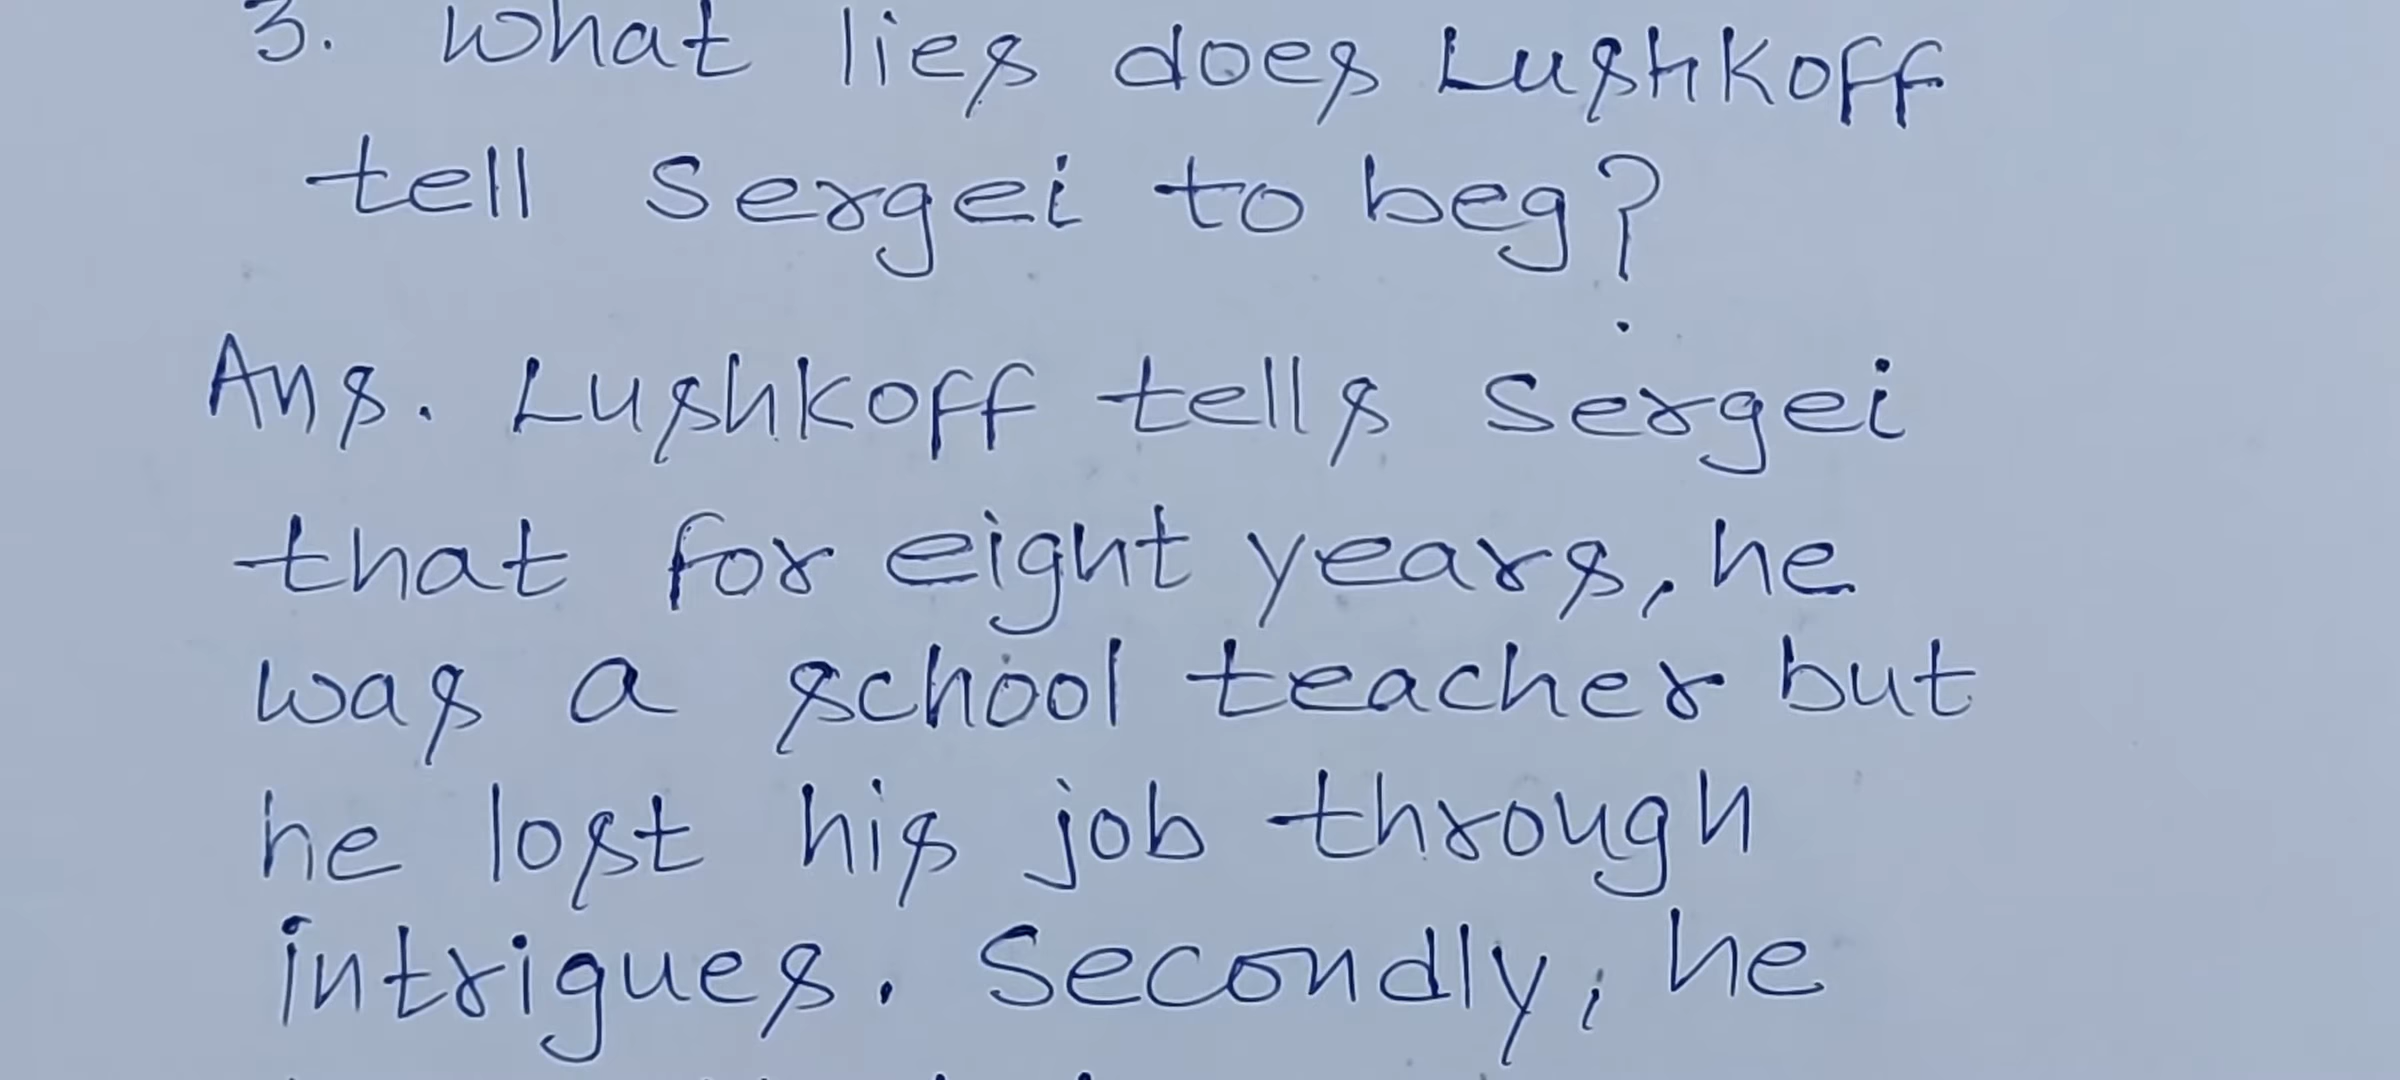 3. What lies does Lushkoff
tell Sergei to beg?
Ans. Lushkoff tells Sergei
that for eight years, he
was a school teacher but
he lost his job through
intrigues. Secondly, he